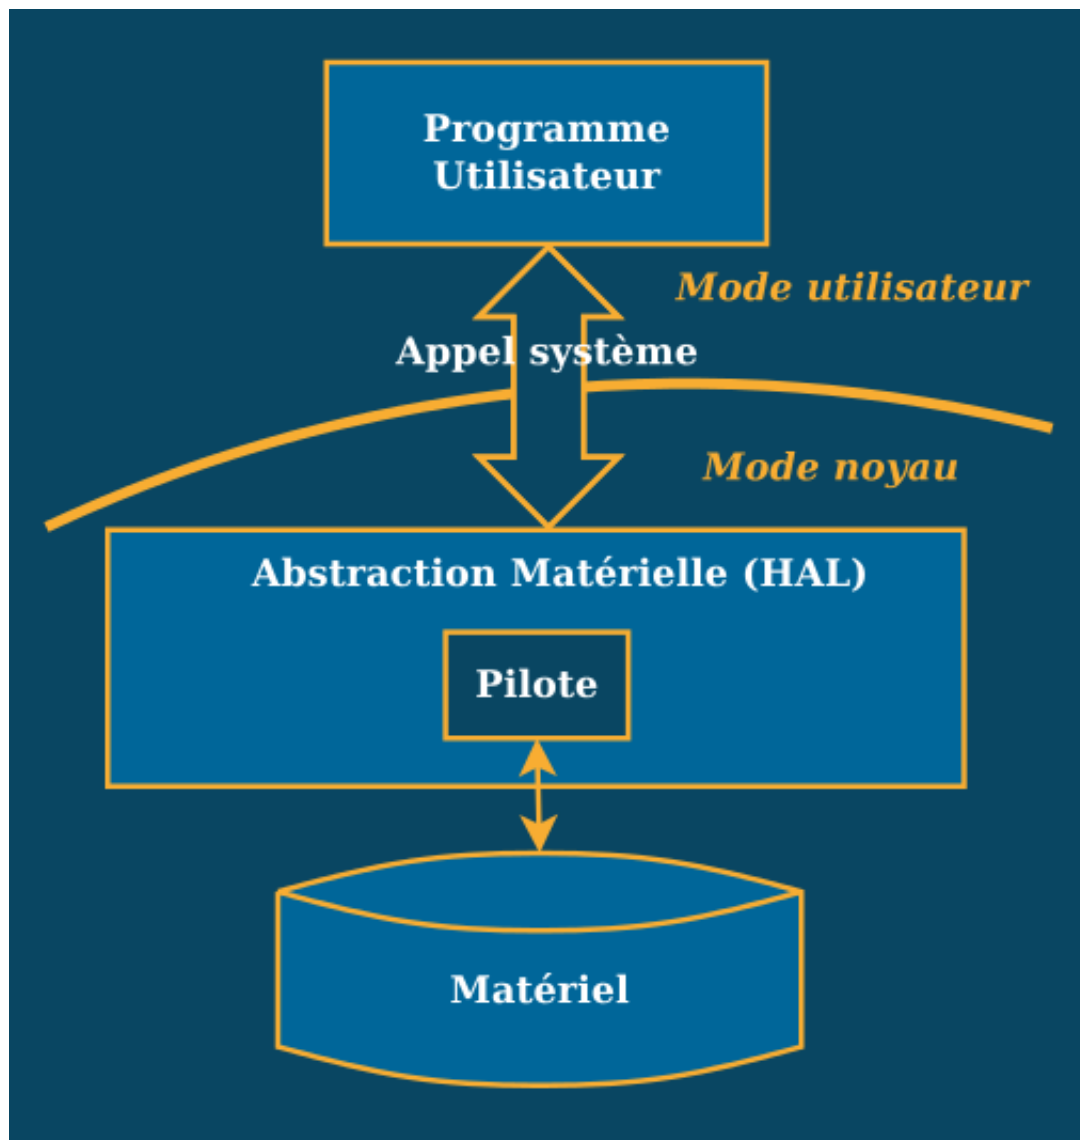 Programme
Utilisateur
Mode utilisateur
Appel système
Mode noyau
Abstraction Matérielle (HAL)
Pilote
Matériel